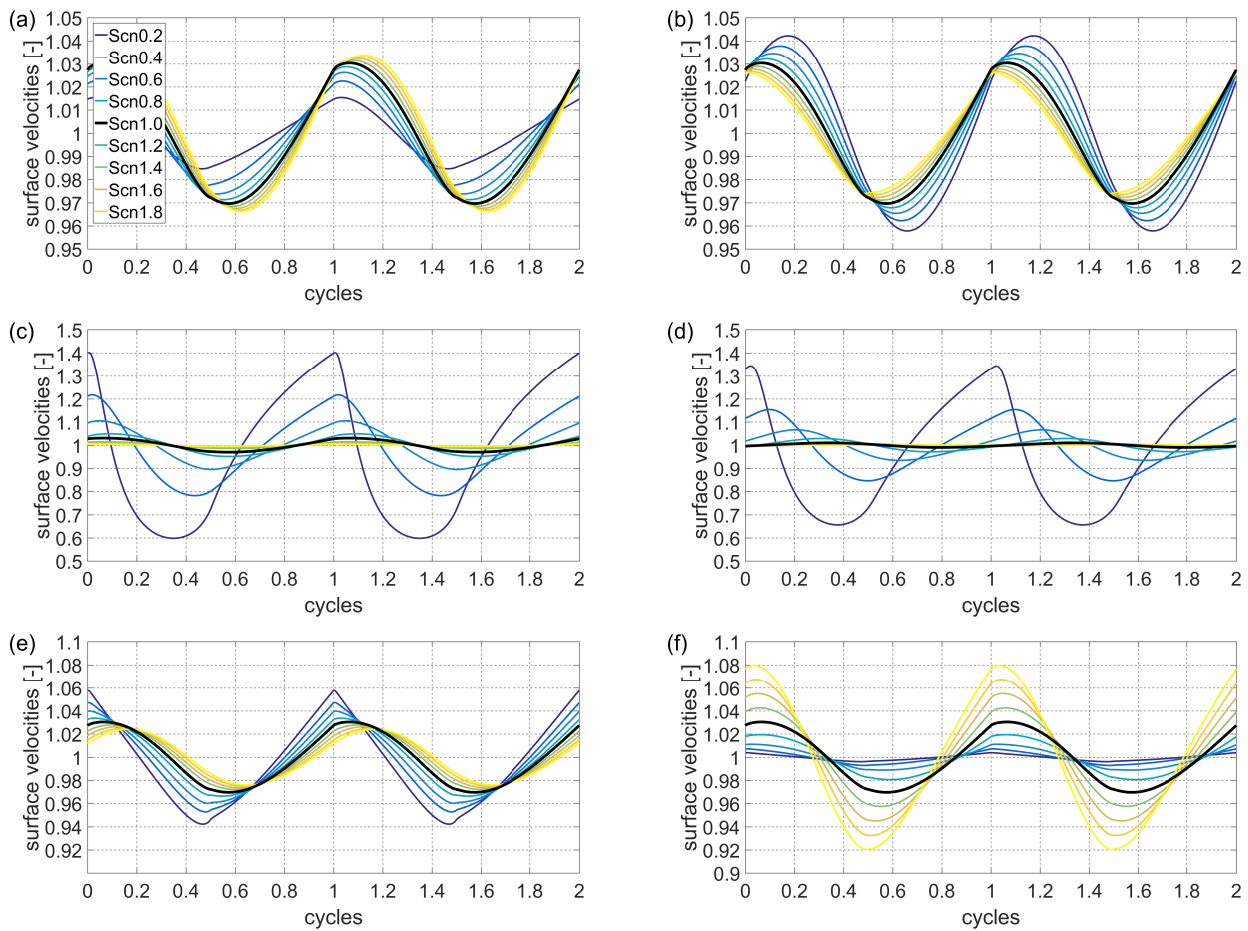 (a)
surface velocities [-]
1.05
1.04
1.03
1.02
1.01
1
0.99
0.98
0.97
0.96
0.95
Scn0.2
Scn0.4
Scn0.6
Scn0.8
Scn1.0
Scn1.2
Scn1.4
Scn1.6
Scn1.8
0 0.2 0.4 0.6 0.8 1 1.2 1.4 1.6 1.8 2
cycles
(b)
surface velocities [-]
1.05
1.04
1.03
1.02
1.01
1
0.99
0.98
0.97
0.96
0.95
0 0.2 0.4 0.6 0.8 1 1.2 1.4 1.6 1.8 2
cycles
(c)
surface velocities [-]
1.5
1.4
1.3
1.2
1.1
1
0.9
0.8
0.7
0.6
0.5
0 0.2 0.4 0.6 0.8 1 1.2 1.4 1.6 1.8 2
cycles
(d)
surface velocities [-]
1.5
1.4
1.3
1.2
1.1
1
0.9
0.8
0.7
0.6
0.5
0 0.2 0.4 0.6 0.8 1 1.2 1.4 1.6 1.8 2
cycles
(e)
surface velocities [-]
1.1
1.08
1.06
1.04
1.02
1
0.98
0.96
0.94
0.92
0 0.2 0.4 0.6 0.8 1 1.2 1.4 1.6 1.8 2
cycles
(f)
surface velocities [-]
1.1
1.08
1.06
1.04
1.02
1
0.98
0.96
0.94
0.92
0.9
0 0.2 0.4 0.6 0.8 1 1.2 1.4 1.6 1.8 2
cycles